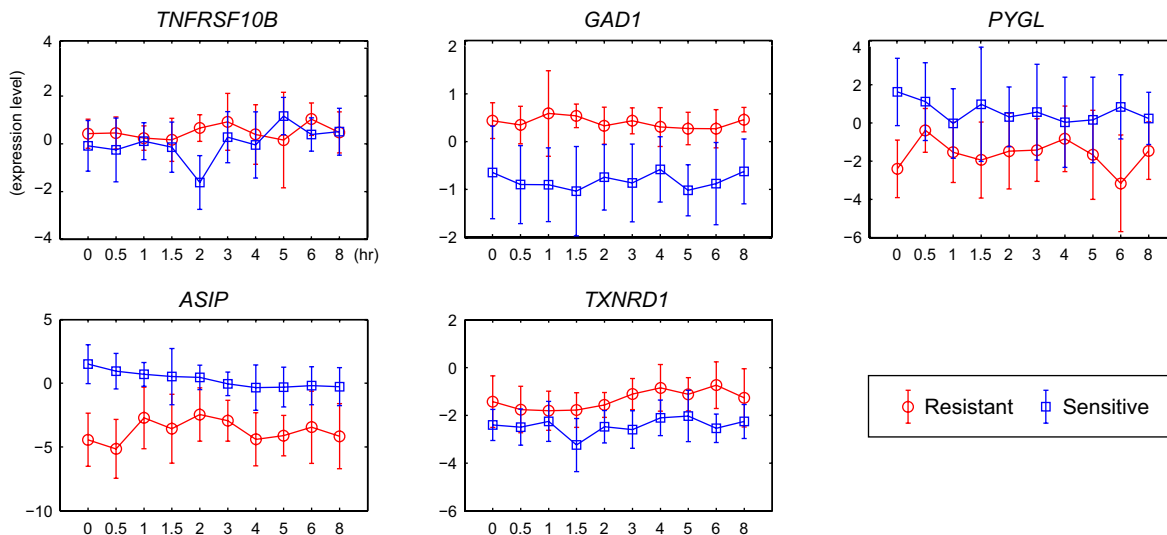 TNFRSF10B
GAD1
PYGL
(expression level)
4
2
0
−2
−4
0 0.5 1 1.5 2 3 4 5 6 8 (hr)
2
1
0
−1
−2
0 0.5 1 1.5 2 3 4 5 6 8
4
2
0
−2
−4
−6
0 0.5 1 1.5 2 3 4 5 6 8
ASIP
TXNRD1
5
0
−5
−10
0 0.5 1 1.5 2 3 4 5 6 8
2
0
−2
−4
−6
0 0.5 1 1.5 2 3 4 5 6 8
Resistant Sensitive